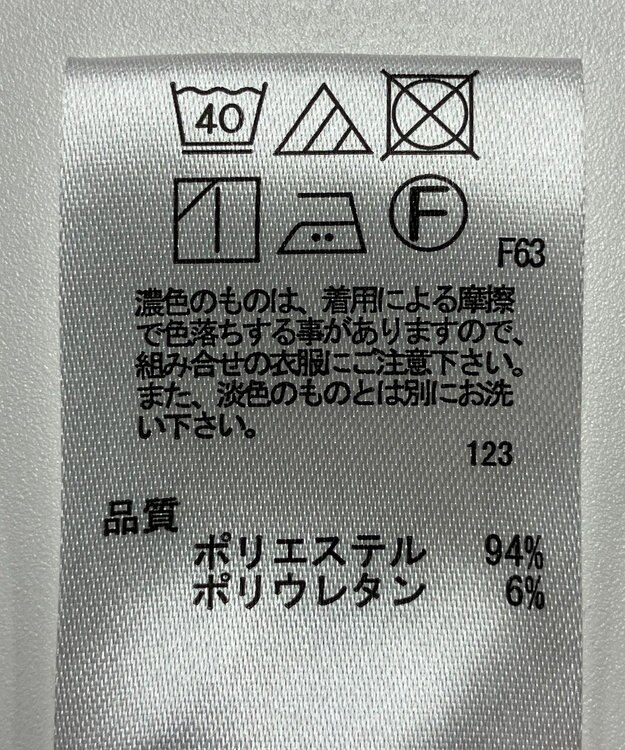 40
F
F63
濃色のものは、着用による摩擦
で色落ちする事がありますので、
組み合せの衣服にご注意下さい。
また、淡色のものとは別にお洗
い下さい。
123
品質
ポリエステル 94%
ポリウレタン 6%